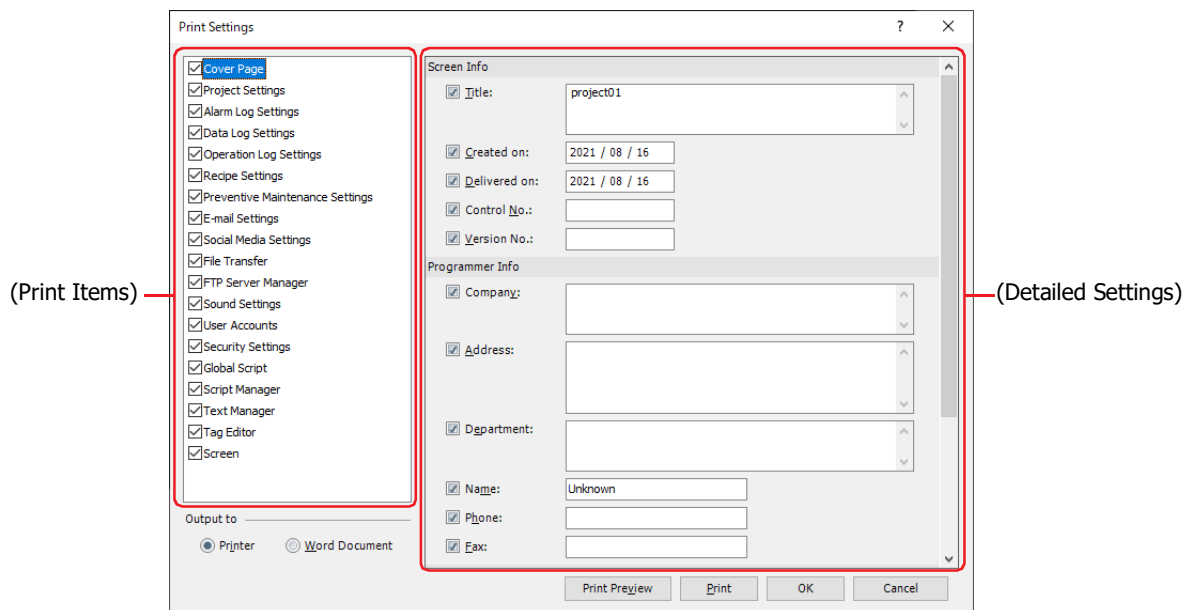 Print Settings
?
Cover Page
Project Settings
Alarm Log Settings
Data Log Settings
Operation Log Settings
Recipe Settings
Preventive Maintenance Settings
E-mail Settings
Social Media Settings
File Transfer
FTP Server Manager
Sound Settings
User Accounts
Security Settings
Global Script
Script Manager
Text Manager
Tag Editor
Screen
(Print Items)
Output to
Printer
Word Document
Screen Info
Title: project01
Created on: 2021 / 08 / 16
Delivered on: 2021 / 08 / 16
Control No.:
Version No.:
Programmer Info
Company:
Address:
Department:
Name: Unknown
Phone:
Fax:
(Detailed Settings)
Print Preview Print OK Cancel